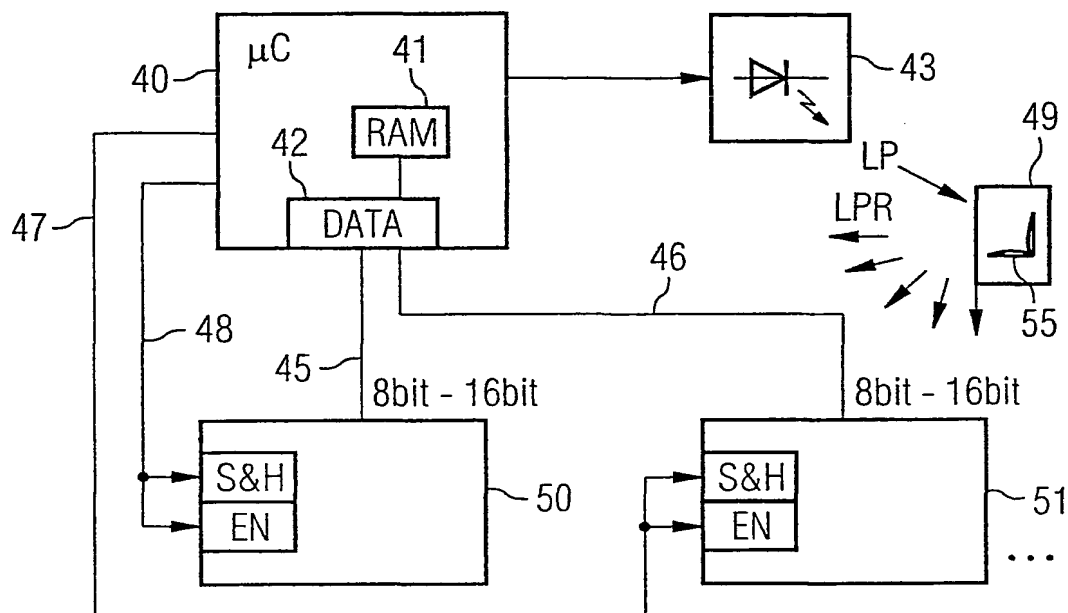 μC
40
41
RAM
42
DATA
43
49
LP
LPR
55
47
48
46
45
8bit - 16bit
8bit - 16bit
S&H
EN
50
S&H
EN
51
...